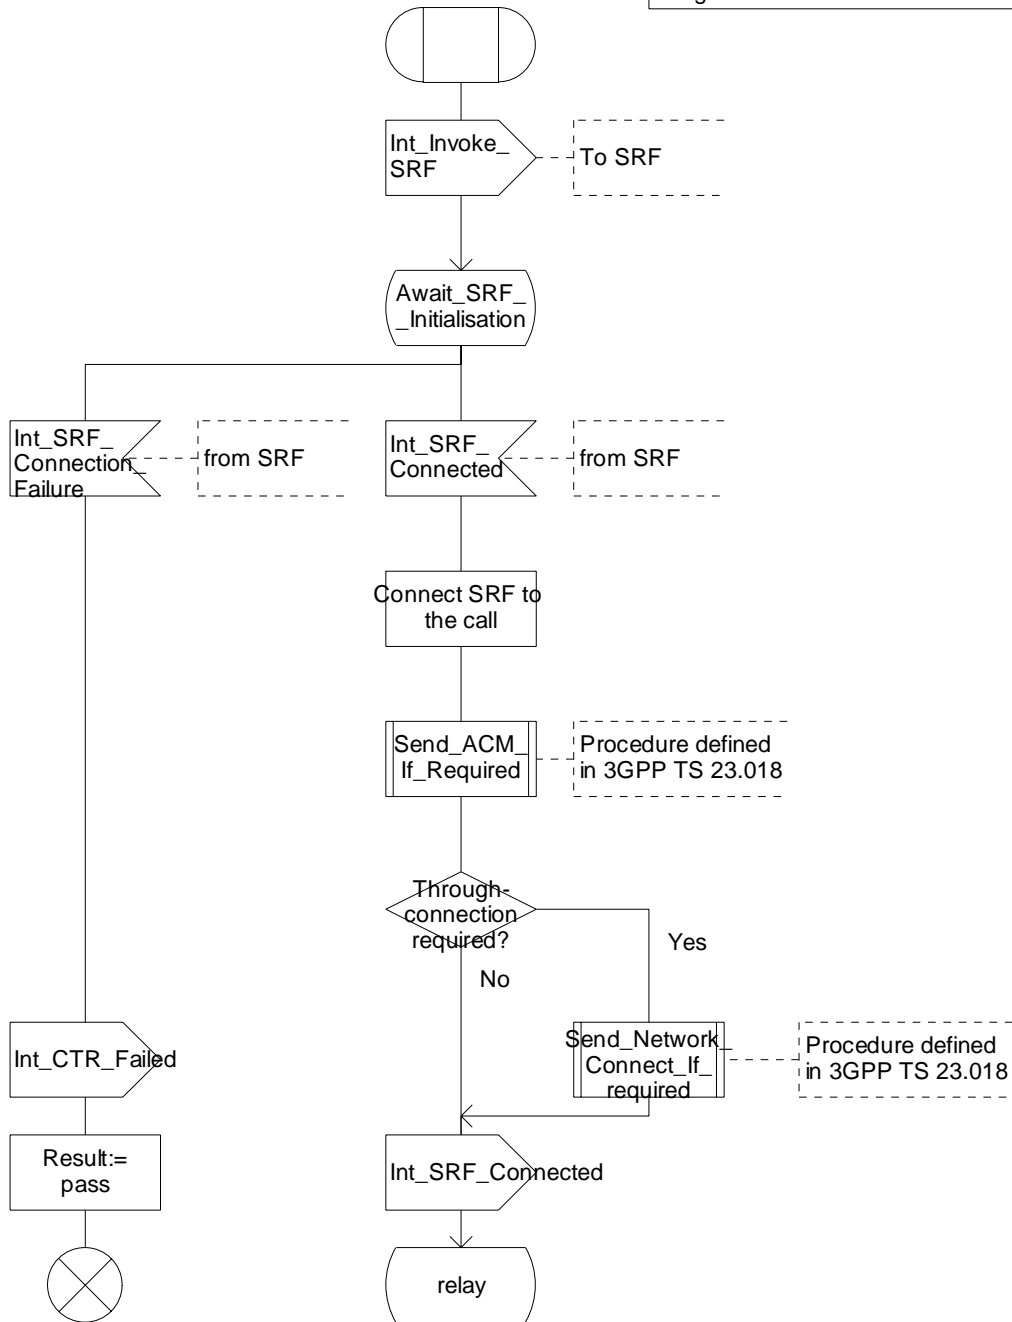 Int_Invoke_
SRF
To SRF
Await_SRF_
_Initialisation
Int_SRF_
Connection_
Failure
from SRF
Int_SRF_
Connected
from SRF
Connect SRF to
the call
Send_ACM_
If_Required
Procedure defined
in 3GPP TS 23.018
Through-
connection
required?
Yes
No
Int_CTR_Failed
Send_Network_
Connect_If_
required
Procedure defined
in 3GPP TS 23.018
Result:=
pass
Int_SRF_Connected
relay